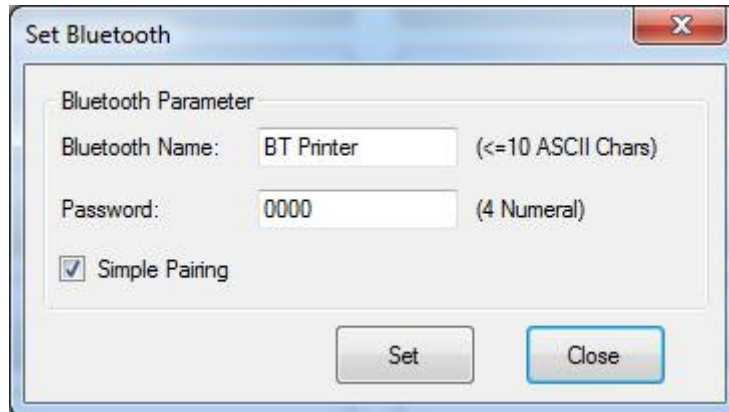 Set Bluetooth
Bluetooth Parameter
Bluetooth Name: BT Printer (<=10 ASCII Chars)
Password: 0000 (4 Numeral)
Simple Pairing
Set Close